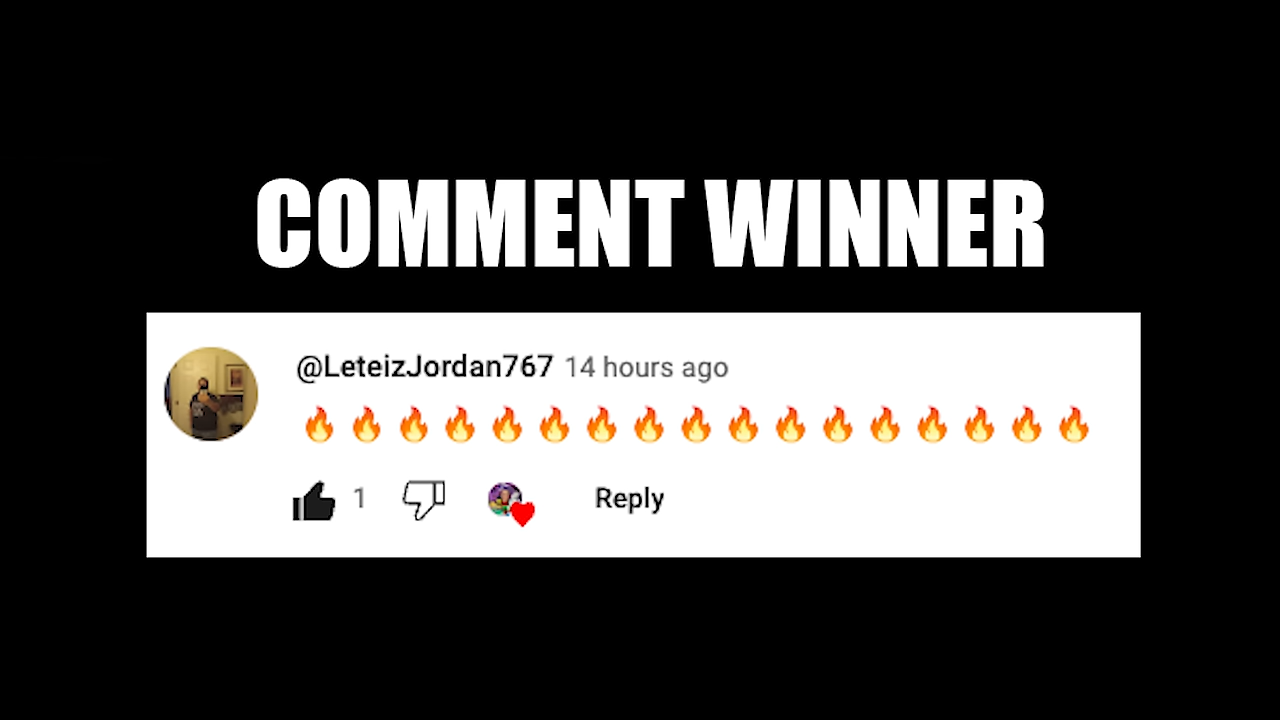 COMMENT WINNER
@LeteizJordan767 14 hours ago
🔥 🔥 🔥 🔥 🔥 🔥 🔥 🔥 🔥 🔥 🔥 🔥 🔥 🔥 🔥 🔥 🔥
1 Reply